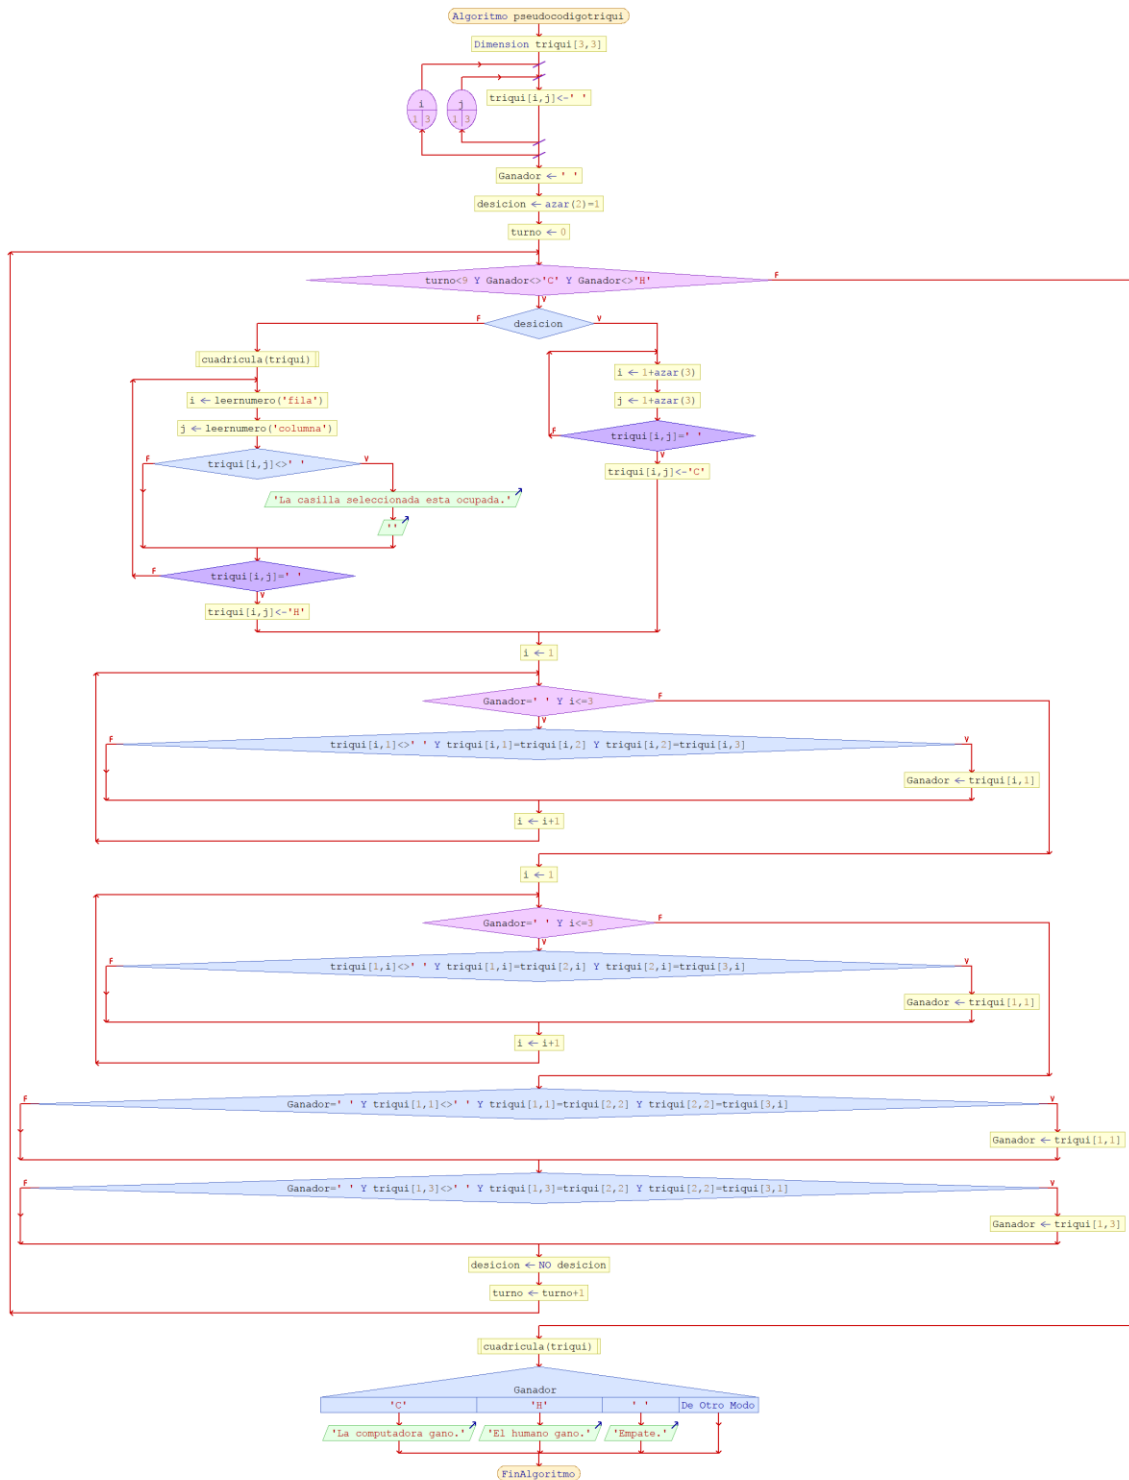 Algoritmo pseudocodigotriqui
Dimension triqui[3,3]
triqui[i,j]<-' '
i
1 3
j
1 3
Ganador ← ' '
desicion ← azar(2)=1
turno ← 0
turno<9 Y Ganador<>'C' Y Ganador<>'H'
F
V
desicion
F
V
cuadricula(triqui)
i ← leernumero('fila')
j ← leernumero('columna')
triqui[i,j]<>' '
F
V
'La casilla seleccionada esta ocupada.'
''
triqui[i,j]=' '
F
V
triqui[i,j]<-'H'
i ← 1+azar(3)
j ← 1+azar(3)
triqui[i,j]=' '
F
V
triqui[i,j]<-'C'
i ← 1
Ganador=' ' Y i<=3
F
V
triqui[i,1]<>' ' Y triqui[i,1]=triqui[i,2] Y triqui[i,2]=triqui[i,3]
F
V
Ganador ← triqui[i,1]
i ← i+1
i ← 1
Ganador=' ' Y i<=3
F
V
triqui[1,i]<>' ' Y triqui[1,i]=triqui[2,i] Y triqui[2,i]=triqui[3,i]
F
V
Ganador ← triqui[1,1]
i ← i+1
Ganador=' ' Y triqui[1,1]<>' ' Y triqui[1,1]=triqui[2,2] Y triqui[2,2]=triqui[3,i]
F
V
Ganador ← triqui[1,1]
Ganador=' ' Y triqui[1,3]<>' ' Y triqui[1,3]=triqui[2,2] Y triqui[2,2]=triqui[3,1]
F
V
Ganador ← triqui[1,3]
desicion ← NO desicion
turno ← turno+1
cuadricula(triqui)
Ganador
'C' 'H' ' ' De Otro Modo
'La computadora gano.' 'El humano gano.' 'Empate.'
FinAlgoritmo